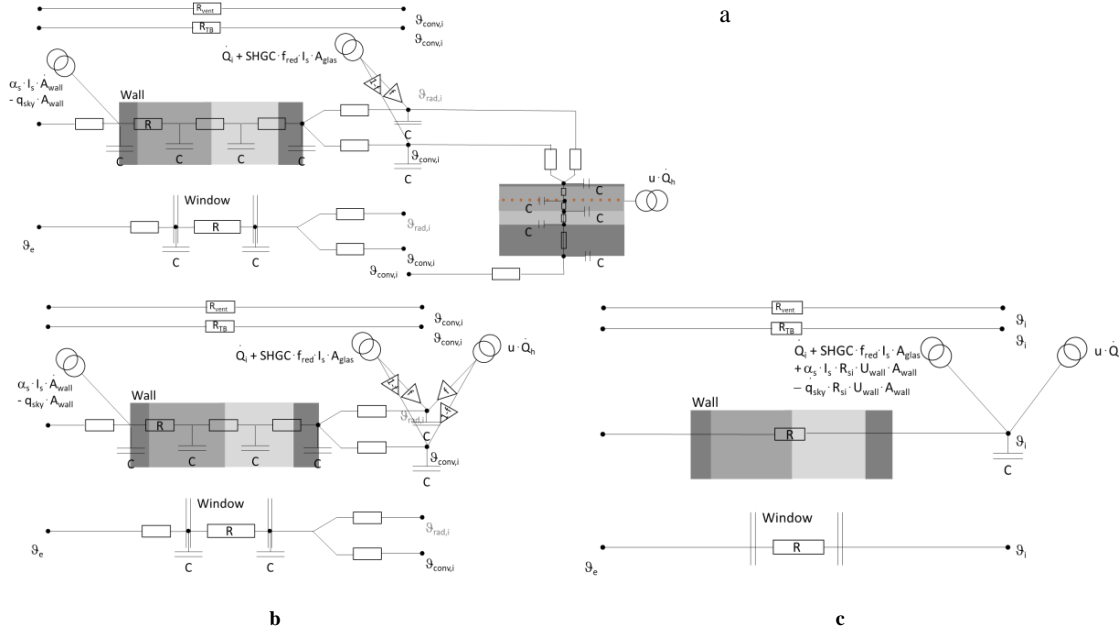 a
R_vent
ϑ_conv,i
R_TB
ϑ_conv,i
Q̇_i + SHGC · f_red · I_s · A_glas
α_s · I_s · A_wall
- q_sky · A_wall
Wall
ϑ_rad,i
R
C
C
C
C
C
C
ϑ_conv,i
C
u · Q̇_h
C
C
C
C
Window
R
ϑ_rad,i
ϑ_e
C
C
ϑ_conv,i
ϑ_conv,i
R_vent
ϑ_conv,i
R_TB
ϑ_conv,i
Q̇_i + SHGC · f_red · I_s · A_glas
u · Q̇_h
α_s · I_s · A_wall
- q_sky · A_wall
Wall
R
ϑ_rad,i
C
C
C
C
C
ϑ_conv,i
C
Window
R
ϑ_rad,i
ϑ_e
C
C
ϑ_conv,i
b
R_vent
ϑ_i
R_TB
ϑ_i
Q̇_i + SHGC · f_red · I_s · A_glas
+ α_s · I_s · R_si · U_wall · A_wall
– q̇_sky · R_si · U_wall · A_wall
u · Q̇
Wall
R
ϑ_i
C
Window
R
ϑ_e
ϑ_i
c